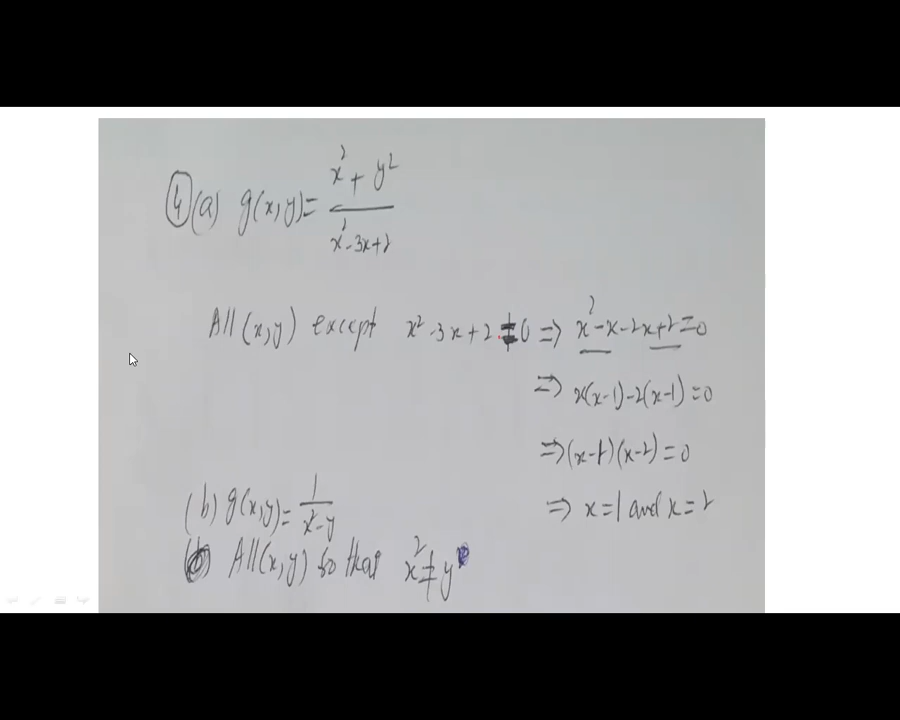 4 (a) g(x,y)= x²+y² / x²-3x+2
All (x,y) except x²-3x+2≠0 ⇒ x²-x-2x+2=0
⇒ x(x-1)-2(x-1)=0
⇒(x-1)(x-2)=0
⇒ x=1 and x=2
(b) g(x,y)= 1 / x²-y
(b) All(x,y) so that x²≠y